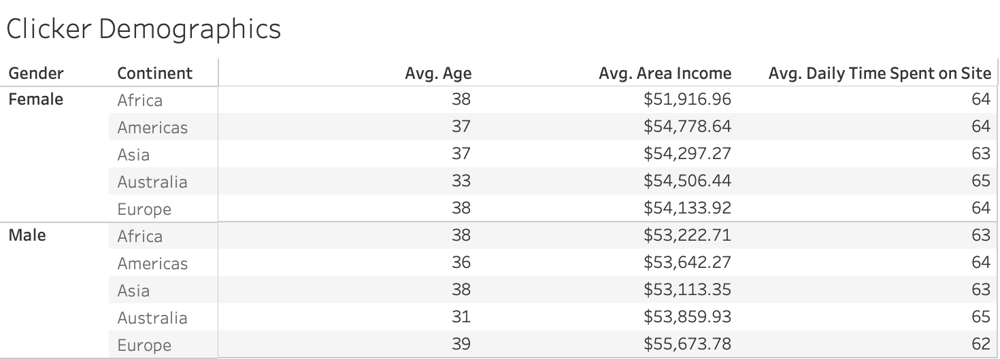 Clicker Demographics
Gender Continent Avg. Age Avg. Area Income Avg. Daily Time Spent on Site
Female Africa 38 $51,916.96 64
Americas 37 $54,778.64 64
Asia 37 $54,297.27 63
Australia 33 $54,506.44 65
Europe 38 $54,133.92 64
Male Africa 38 $53,222.71 63
Americas 36 $53,642.27 64
Asia 38 $53,113.35 63
Australia 31 $53,859.93 65
Europe 39 $55,673.78 62